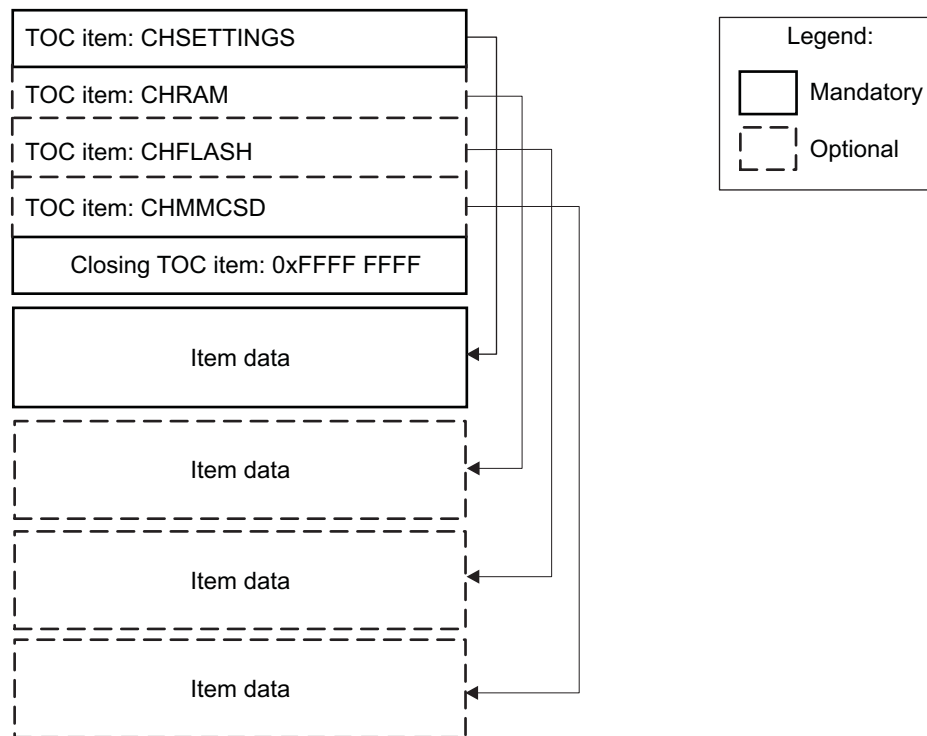 TOC item: CHSETTINGS
TOC item: CHRAM
TOC item: CHFLASH
TOC item: CHMMCSD
Closing TOC item: 0xFFFF FFFF
Item data
Item data
Item data
Item data
Legend:
Mandatory
Optional